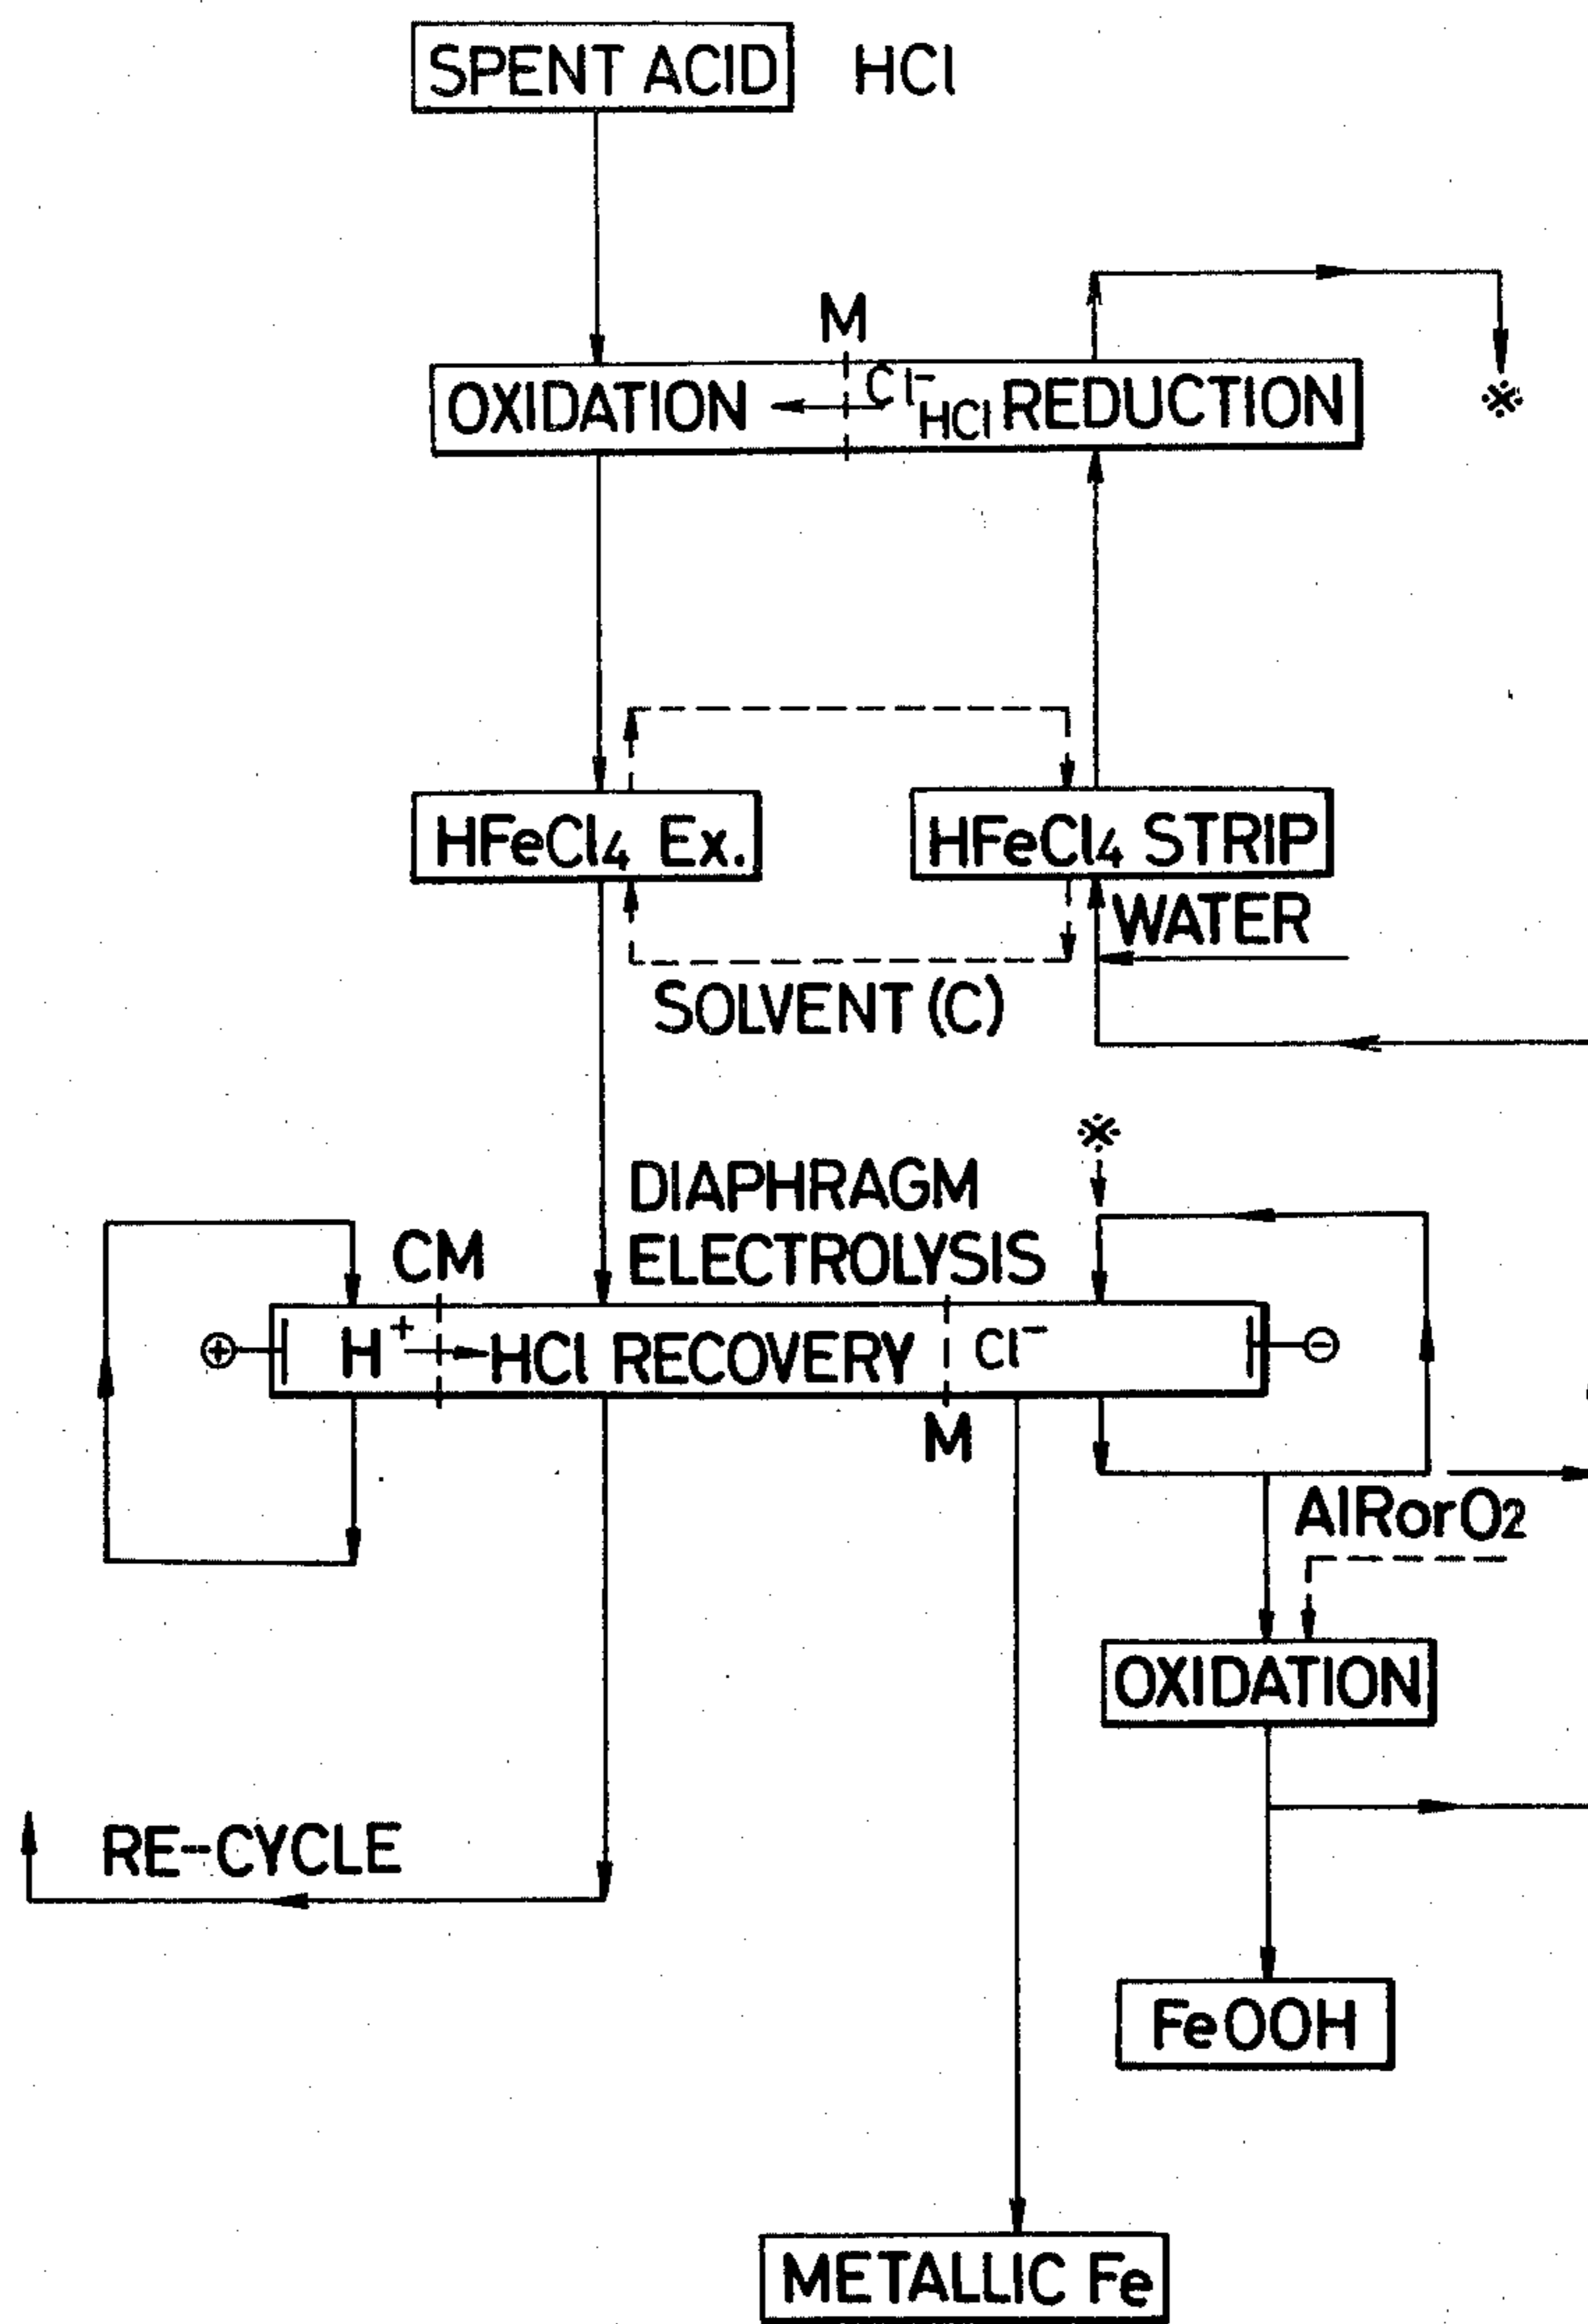 SPENT ACID HCl
M
OXIDATION Cl⁻ HCl REDUCTION
※
HFeCl4 Ex. HFeCl4 STRIP
WATER
SOLVENT (C)
※
DIAPHRAGM
CM ELECTROLYSIS
⊕ H⁺ HCl RECOVERY Cl⁻ ⊖
M
AIRorO2
OXIDATION
RE-CYCLE
FeOOH
METALLIC Fe